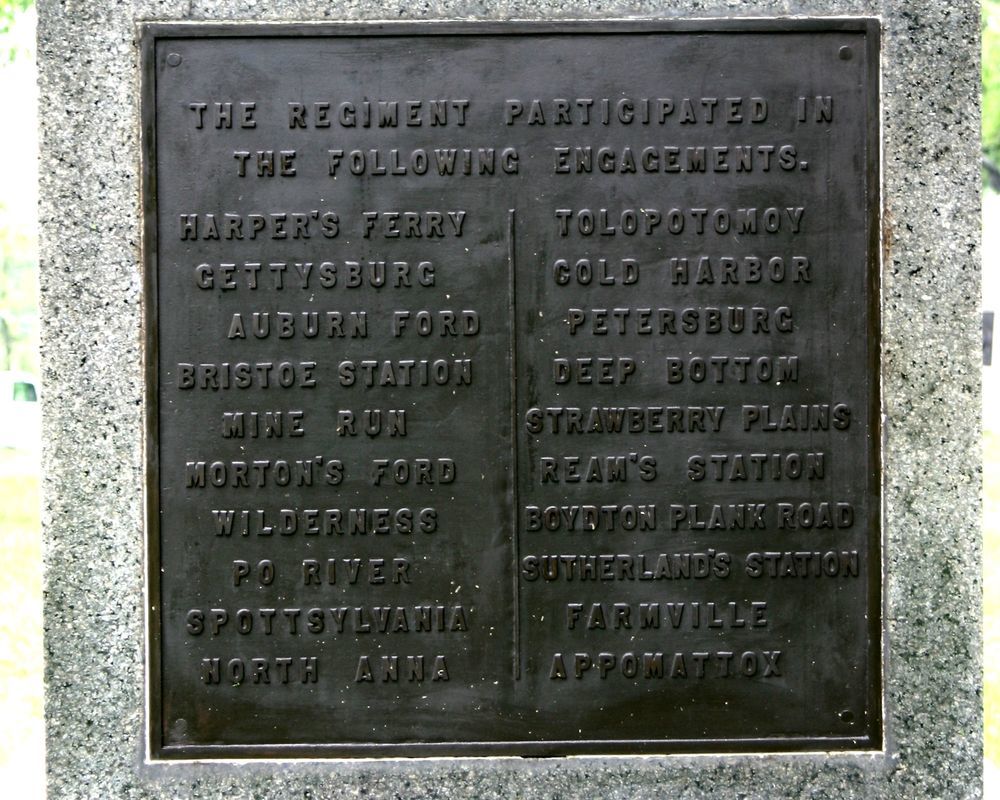 THE REGIMENT PARTICIPATED IN
THE FOLLOWING ENGAGEMENTS.
HARPER'S FERRY
GETTYSBURG
AUBURN FORD
BRISTOE STATION
MINE RUN
MORTON'S FORD
WILDERNESS
PO RIVER
SPOTTSYLVANIA
NORTH ANNA
TOLOPOTOMOY
COLD HARBOR
PETERSBURG
DEEP BOTTOM
STRAWBERRY PLAINS
REAM'S STATION
BOYDTON PLANK ROAD
SUTHERLAND'S STATION
FARMVILLE
APPOMATTOX